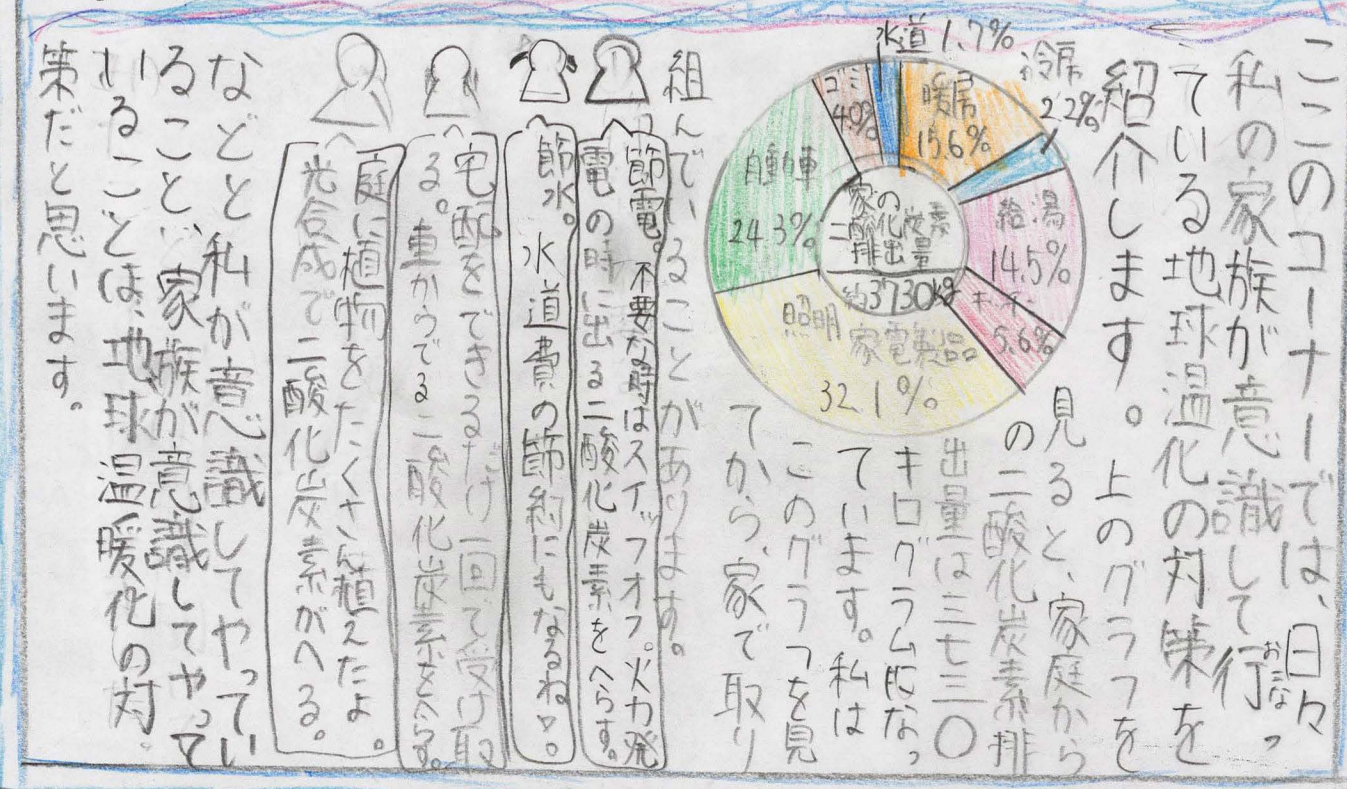 ここのコーナーでは、日々
私の家族が意識して行
おこな
っ
ている地球温化の対策を
紹介します。上のグラフを
見ると、家庭から
の二酸化炭素排
出量は三七三〇
キログラムになっ
ています。私は
このグラフを見
てから、家で取り
組んでいることがあります。
水道1.7%
冷房
2.2%
暖房
15.6%
給湯
14.5%
キッチン
5.6%
照明
家電製品
32.1%
自動車
24.3%
ゴミ
4.0%
家の
二酸化炭素
排出量
約3730kg
節電。不要な時はスイッフオフ。火力発
電の時に出る二酸化炭素をへらす。
節水。水道費の節約にもなるね。
宅配をできるだけ一回で受け取
る。車からでる二酸化炭素をへらす。
庭に植物をたくさん植えたよ。
光合成で二酸化炭素がへる。
などと私が意識してやってい
ること、家族が意識してやって
いることは、地球温暖化の対
策だと思います。